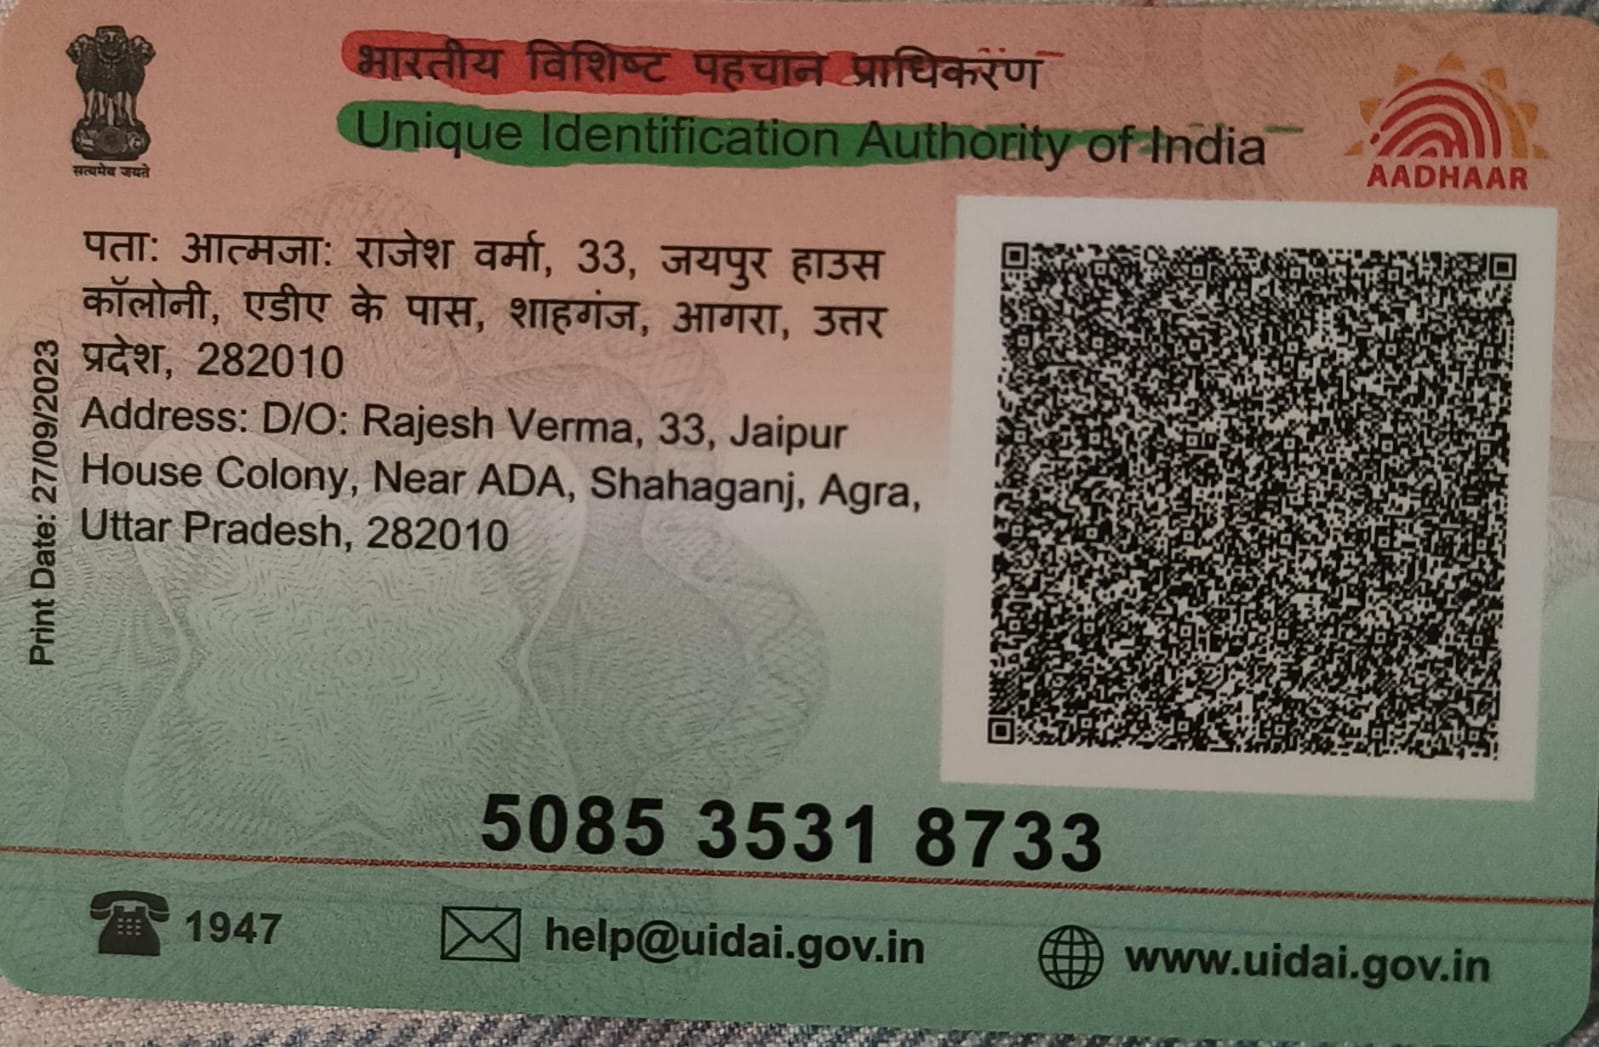 भारतीय विशिष्ट पहचान प्राधिकरण
Unique Identification Authority of India
सत्यमेव जयते
AADHAAR
पता: आत्मजा: राजेश वर्मा, 33, जयपुर हाउस
कॉलोनी, एडीए के पास, शाहगंज, आगरा, उत्तर
प्रदेश, 282010
Address: D/O: Rajesh Verma, 33, Jaipur
House Colony, Near ADA, Shahaganj, Agra,
Uttar Pradesh, 282010
Print Date: 27/09/2023
5085 3531 8733
1947
help@uidai.gov.in
www.uidai.gov.in